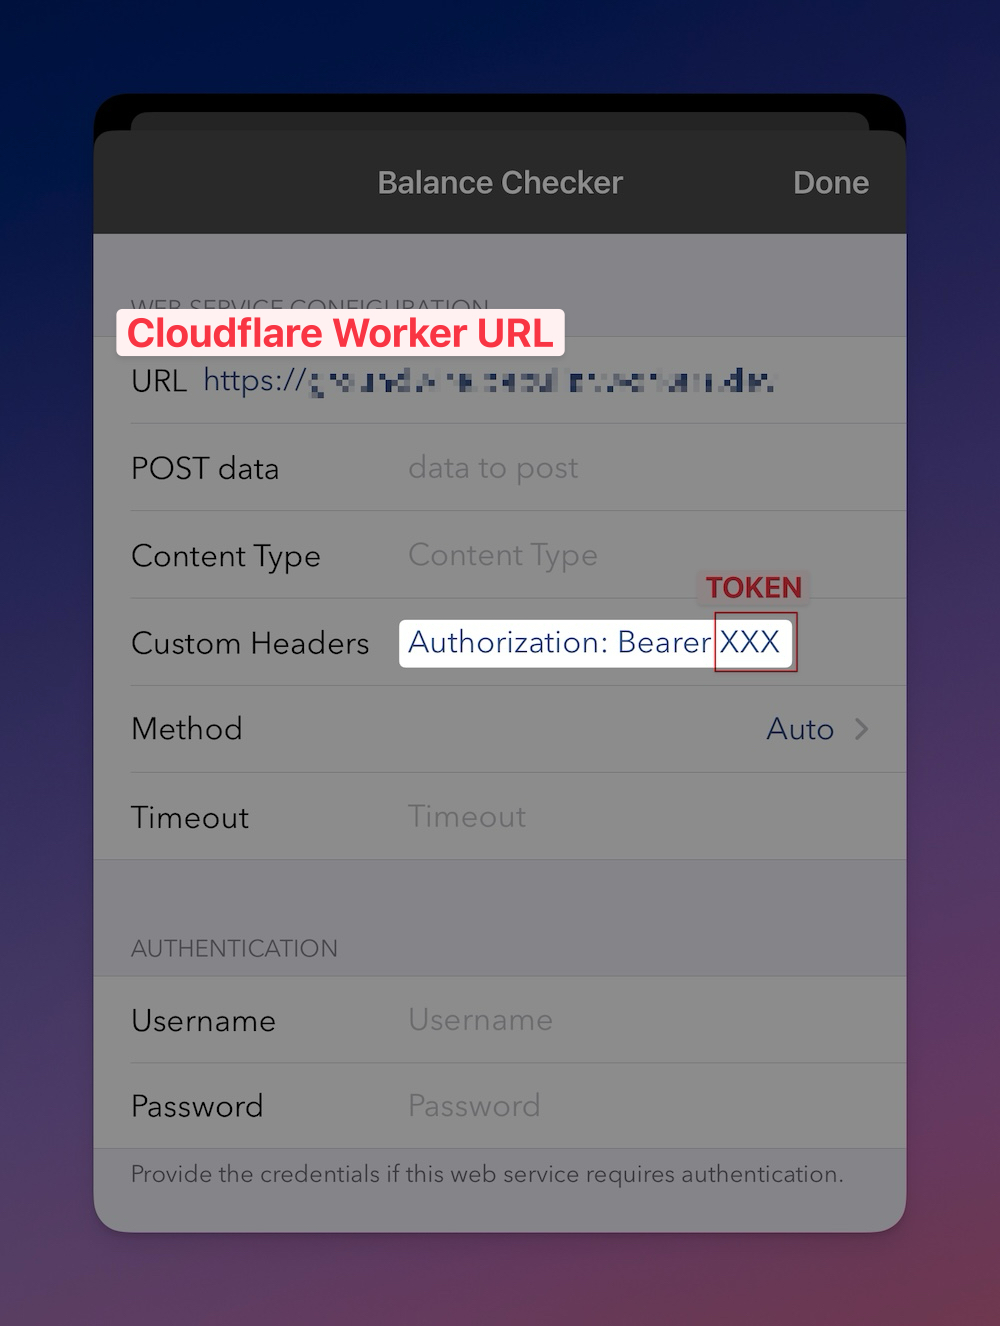 Balance Checker Done
WEB SERVICE CONFIGURATION
Cloudflare Worker URL
URL https://
POST data data to post
Content Type Content Type
TOKEN
Custom Headers Authorization: Bearer XXX
Method Auto
Timeout Timeout
AUTHENTICATION
Username Username
Password Password
Provide the credentials if this web service requires authentication.